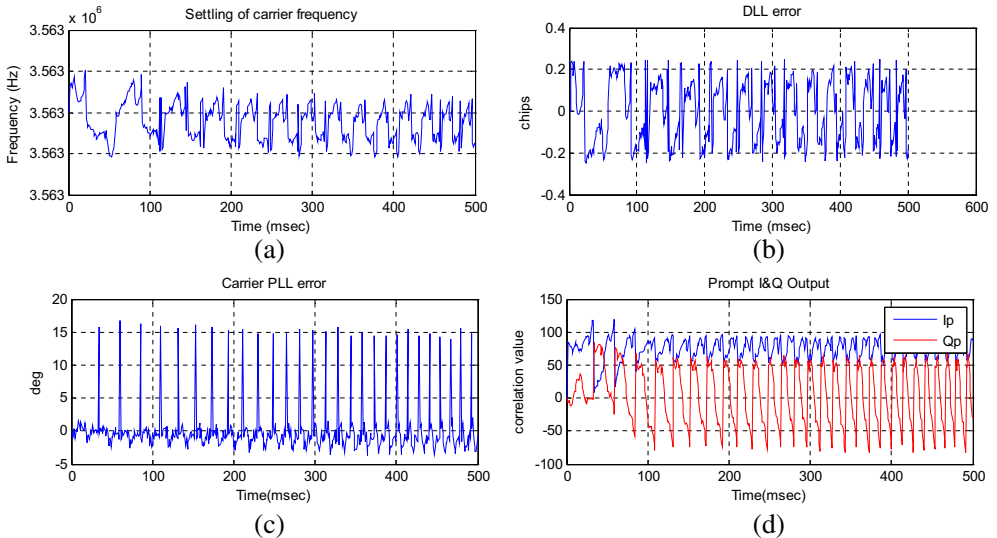 Settling of carrier frequency
x 10^6
3.563
3.563
3.563
3.563
3.563
Frequency (Hz)
0 100 200 300 400 500
Time (msec)
(a)
DLL error
0.4
0.2
0
-0.2
-0.4
chips
0 100 200 300 400 500 600
Time (msec)
(b)
Carrier PLL error
20
15
10
5
0
-5
deg
0 100 200 300 400 500
Time(msec)
(c)
Prompt I&Q Output
150
100
50
0
-50
-100
correlation value
Ip
Qp
0 100 200 300 400 500
Time(msec)
(d)